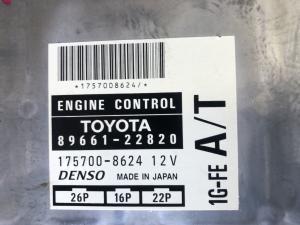 *1757008624/*
ENGINE CONTROL
TOYOTA
89661-22820
175700-8624 12V
DENSO MADE IN JAPAN
26P 16P 22P
1G-FE A/T